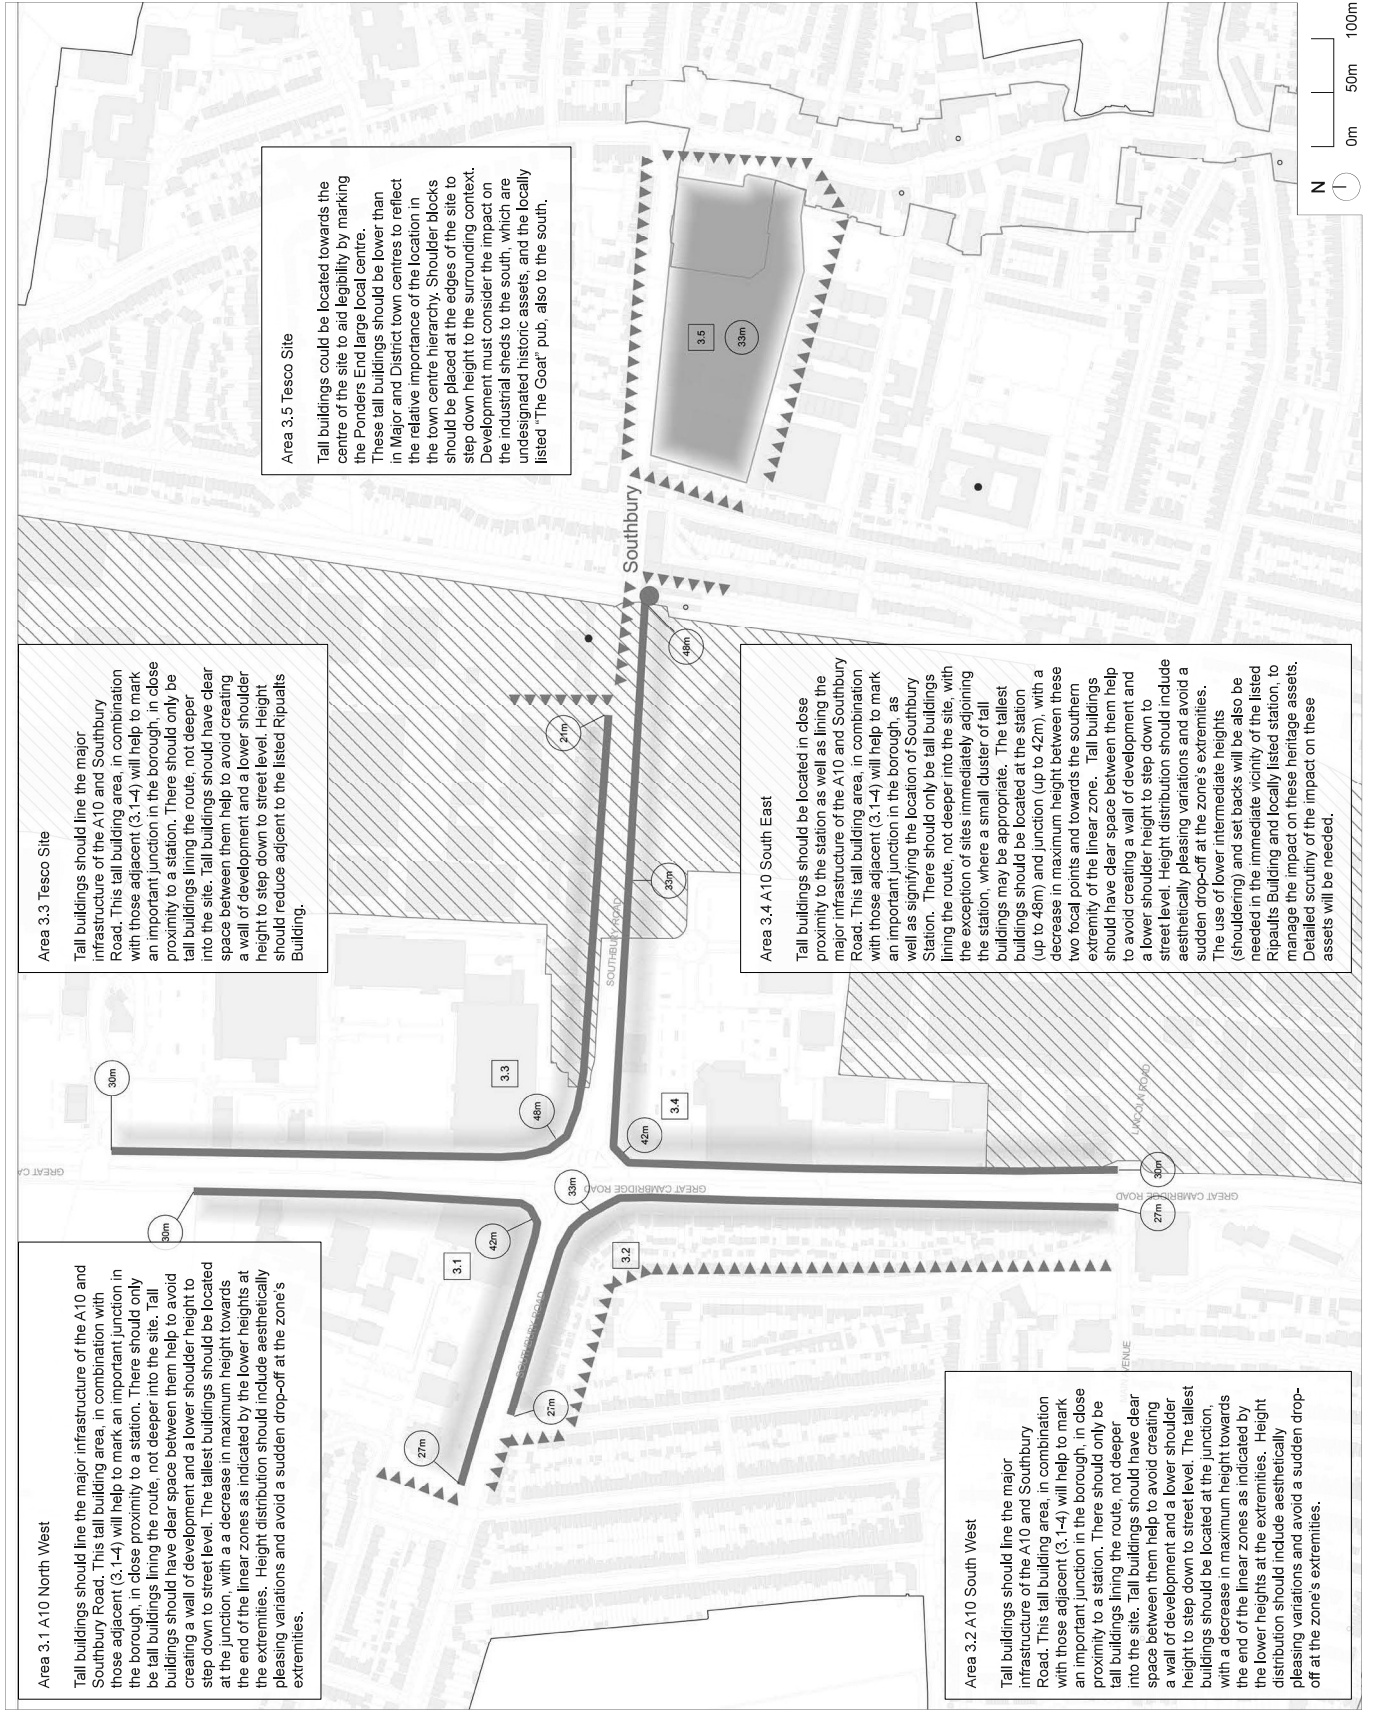 Area 3.1 A10 North West
Tall buildings should line the major infrastructure of the A10 and
Southbury Road. This tall building area, in combination with
those adjacent (3.1-4) will help to mark an important junction in
the borough, in close proximity to a station. There should only
be tall buildings lining the route, not deeper into the site. Tall
buildings should have clear space between them help to avoid
creating a wall of development and a lower shoulder height to
step down to street level. The tallest buildings should be located
at the junction, with a a decrease in maximum height towards
the end of the linear zones as indicated by the lower heights at
the extremities. Height distribution should include aesthetically
pleasing variations and avoid a sudden drop-off at the zone's
extremities.
Area 3.3 Tesco Site
Tall buildings should line the major
infrastructure of the A10 and Southbury
Road. This tall building area, in combination
with those adjacent (3.1-4) will help to mark
an important junction in the borough, in close
proximity to a station. There should only be
tall buildings lining the route, not deeper
into the site. Tall buildings should have clear
space between them help to avoid creating
a wall of development and a lower shoulder
height to step down to street level. Height
should reduce adjacent to the listed Ripualts
Building.
Area 3.5 Tesco Site
Tall buildings could be located towards the
centre of the site to aid legibility by marking
the Ponders End large local centre.
These tall buildings should be lower than
in Major and District town centres to reflect
the relative importance of the location in
the town centre hierarchy. Shoulder blocks
should be placed at the edges of the site to
step down height to the surrounding context.
Development must consider the impact on
the industrial sheds to the south, which are
undesignated historic assets, and the locally
listed "The Goat" pub, also to the south.
30m
30m
GREAT CA
27m
3.1
42m
3.3
48m
21m
33m
SOUTHBURY ROAD
SOUTHBURY ROAD
Southbury
48m
27m
3.2
GREAT CAMBRIDGE ROAD
GREAT CAMBRIDGE ROAD
42m
3.4
33m
3.5
33m
27m
30m
GREAT CAMBRIDGE ROAD
GREAT CAMBRIDGE ROAD
LINCOLN ROAD
VENUE
Area 3.2 A10 South West
Tall buildings should line the major
infrastructure of the A10 and Southbury
Road. This tall building area, in combination
with those adjacent (3.1-4) will help to mark
an important junction in the borough, in close
proximity to a station. There should only be
tall buildings lining the route, not deeper
into the site. Tall buildings should have clear
space between them help to avoid creating
a wall of development and a lower shoulder
height to step down to street level. The tallest
buildings should be located at the junction,
with a decrease in maximum height towards
the end of the linear zones as indicated by
the lower heights at the extremities.  Height
distribution should include aesthetically
pleasing variations and avoid a sudden drop-
off at the zone's extremities.
Area 3.4 A10 South East
Tall buildings should be located in close
proximity to the station as well as lining the
major infrastructure of the A10 and Southbury
Road. This tall building area, in combination
with those adjacent (3.1-4) will help to mark
an important junction in the borough, as
well as signifying the location of Southbury
Station. There should only be tall buildings
lining the route, not deeper into the site, with
the exception of sites immediately adjoining
the station, where a small cluster of tall
buildings may be appropriate. The tallest
buildings should be located at the station
(up to 48m) and junction (up to 42m), with a
decrease in maximum height between these
two focal points and towards the southern
extremity of the linear zone.  Tall buildings
should have clear space between them help
to avoid creating a wall of development and
a lower shoulder height to step down to
street level. Height distribution should include
aesthetically pleasing variations and avoid a
sudden drop-off at the zone's extremities.
The use of lower intermediate heights
(shouldering) and set backs will be also be
needed in the immediate vicinity of the listed
Ripaults Building and locally listed station, to
manage the impact on these heritage assets.
Detailed scrutiny of the impact on these
assets will be needed.
N
0m 50m 100m